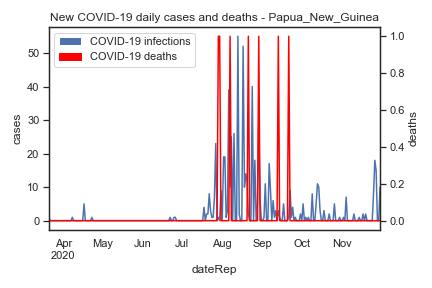 New COVID-19 daily cases and deaths - Papua_New_Guinea
COVID-19 infections
COVID-19 deaths
50
40
30
20
10
0
cases
1.0
0.8
0.6
0.4
0.2
0.0
deaths
Apr May Jun Jul Aug Sep Oct Nov
2020
dateRep